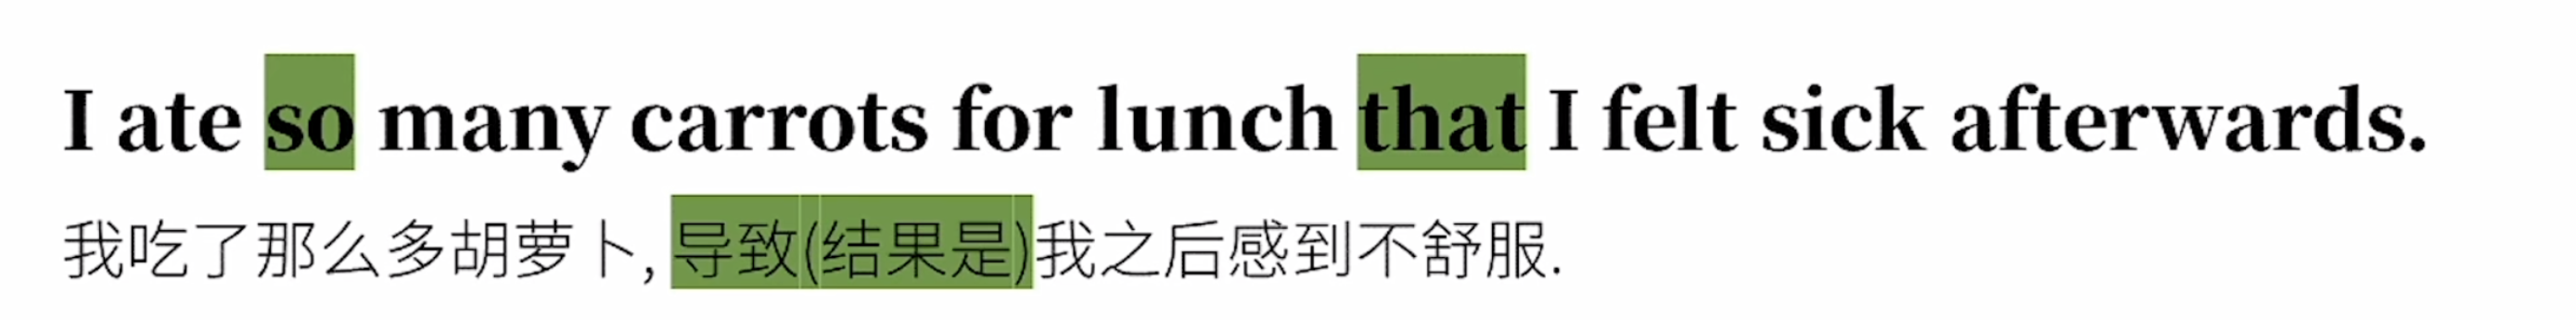 I ate so many carrots for lunch that I felt sick afterwards.
我吃了那么多胡萝卜, 导致(结果是)我之后感到不舒服.